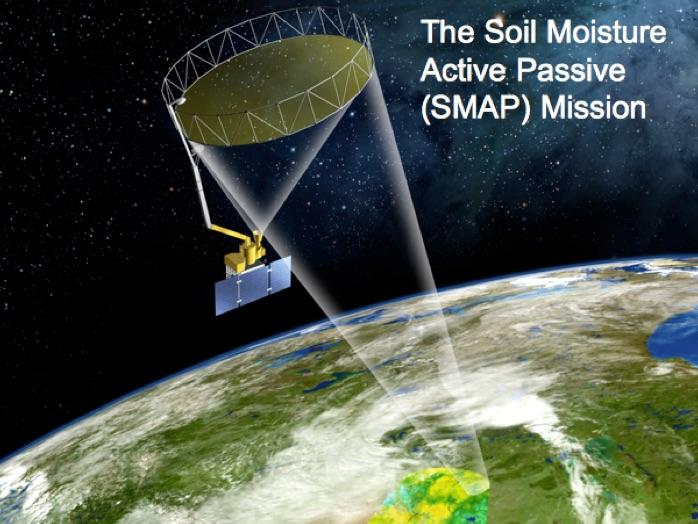 The Soil Moisture
Active Passive
(SMAP) Mission